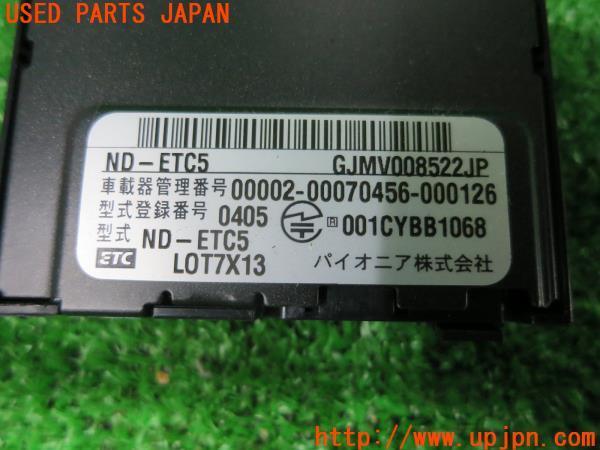 USED PARTS JAPAN
ND-ETC5 GJMV008522JP
車載器管理番号 00002-00070456-000126
型式登録番号 0405 R 001CYBB1068
型式 ND-ETC5
ETC LOT7X13 パイオニア株式会社
http://www.upjpn.com/